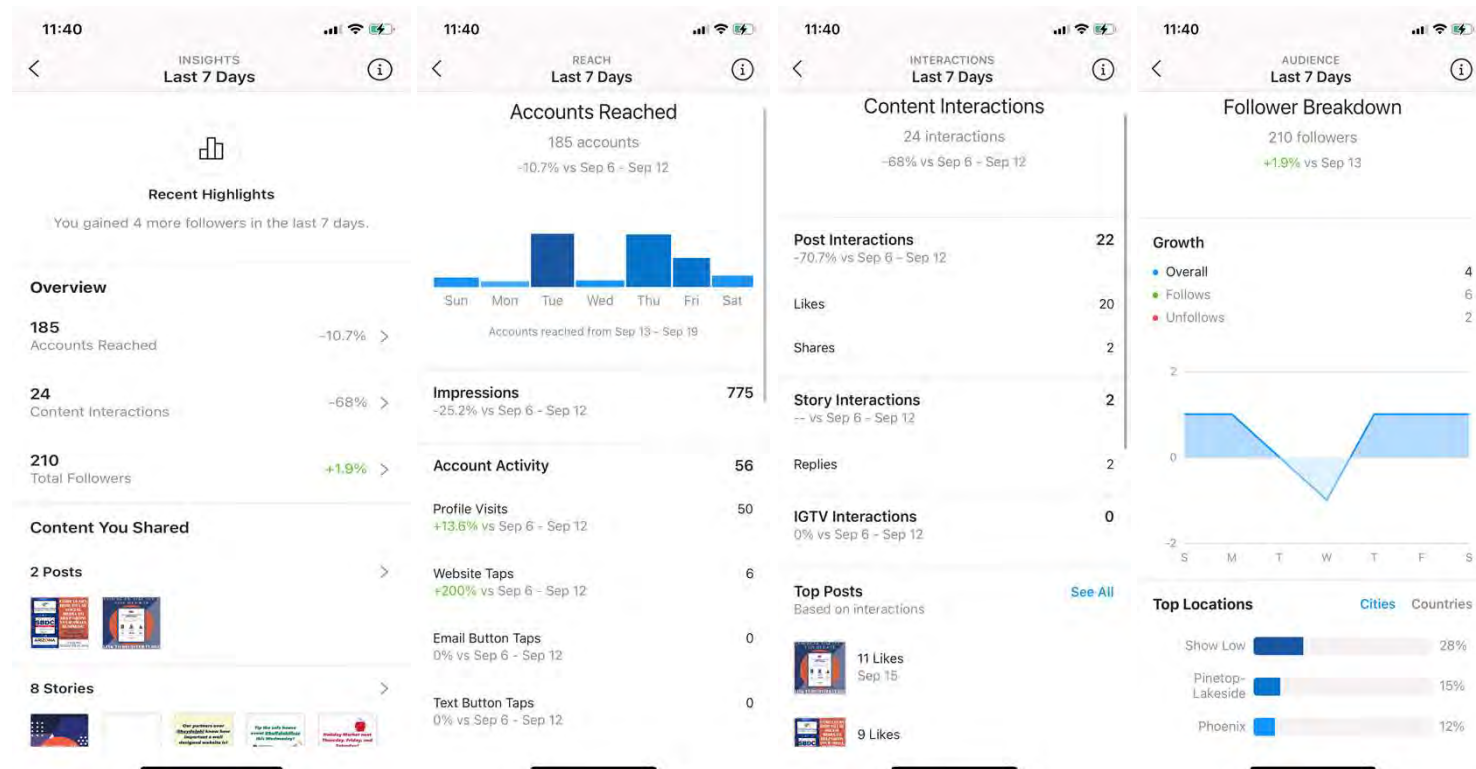 11:40
INSIGHTS
Last 7 Days
Recent Highlights
You gained 4 more followers in the last 7 days.
Overview
185
Accounts Reached
-10.7%
24
Content Interactions
-68%
210
Total Followers
+1.9%
Content You Shared
2 Posts
SBDC
ARIZONA
8 Stories
11:40
REACH
Last 7 Days
Accounts Reached
185 accounts
-10.7% vs Sep 6 - Sep 12
Sun Mon Tue Wed Thu Fri Sat
Accounts reached from Sep 13 - Sep 19
Impressions 775
-25.2% vs Sep 6 - Sep 12
Account Activity 56
Profile Visits 50
+13.6% vs Sep 6 - Sep 12
Website Taps 6
+200% vs Sep 6 - Sep 12
Email Button Taps 0
0% vs Sep 6 - Sep 12
Text Button Taps 0
0% vs Sep 6 - Sep 12
11:40
INTERACTIONS
Last 7 Days
Content Interactions
24 interactions
-68% vs Sep 6 - Sep 12
Post Interactions 22
-70.7% vs Sep 6 - Sep 12
Likes 20
Shares 2
Story Interactions 2
-- vs Sep 6 - Sep 12
Replies 2
IGTV Interactions 0
0% vs Sep 6 - Sep 12
Top Posts See All
Based on interactions
11 Likes
Sep 15
9 Likes
11:40
AUDIENCE
Last 7 Days
Follower Breakdown
210 followers
+1.9% vs Sep 13
Growth
Overall 4
Follows 6
Unfollows 2
2
0
-2
S M T W T F S
Top Locations Cities Countries
Show Low 28%
Pinetop-
Lakeside 15%
Phoenix 12%